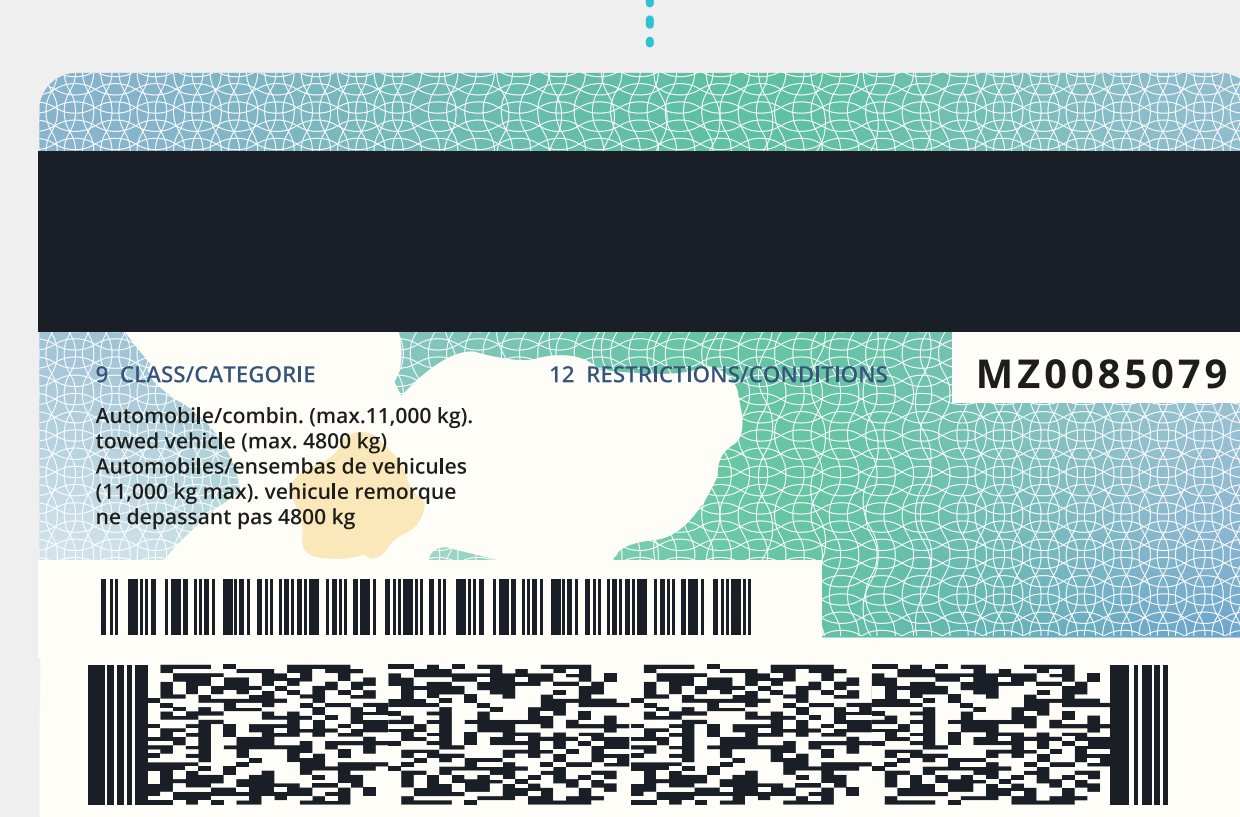 9 CLASS/CATEGORIE
12 RESTRICTIONS/CONDITIONS
MZ0085079
Automobile/combin. (max.11,000 kg).
towed vehicle (max. 4800 kg)
Automobiles/ensembas de vehicules
(11,000 kg max). vehicule remorque
ne depassant pas 4800 kg